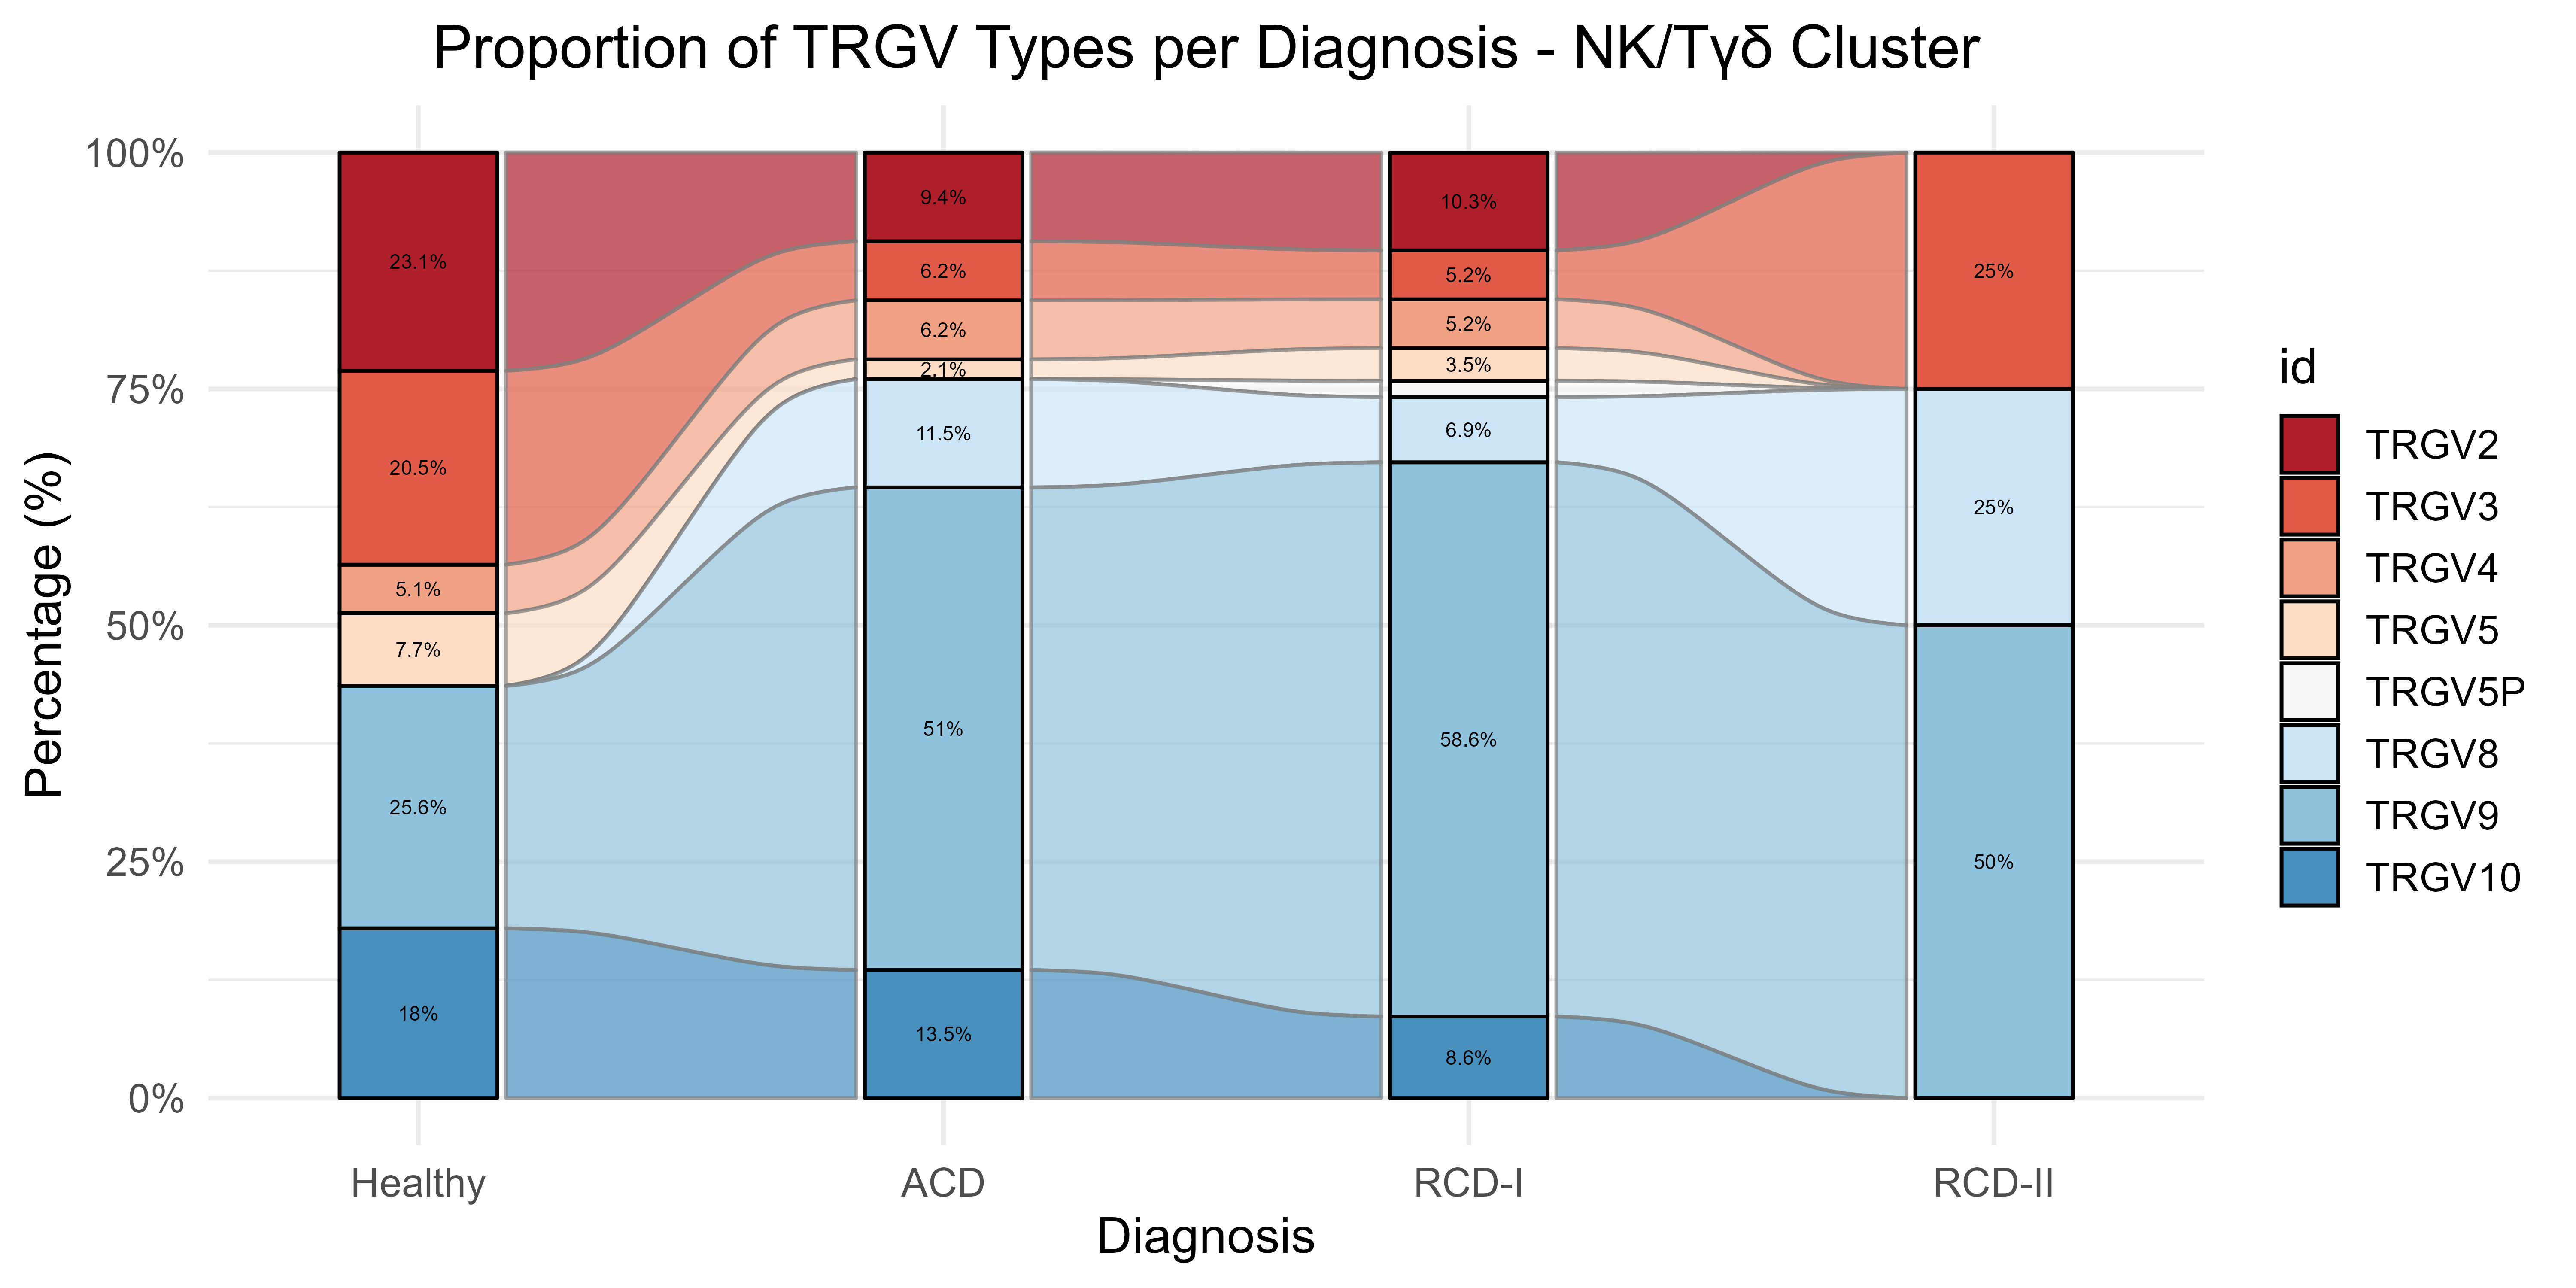 Proportion of TRGV Types per Diagnosis - NK/Tγδ Cluster
Percentage (%)
100%
75%
50%
25%
0%
23.1%
20.5%
5.1%
7.7%
25.6%
18%
9.4%
6.2%
6.2%
2.1%
11.5%
51%
13.5%
10.3%
5.2%
5.2%
3.5%
6.9%
58.6%
8.6%
25%
25%
50%
Healthy
ACD
RCD-I
RCD-II
Diagnosis
id
TRGV2
TRGV3
TRGV4
TRGV5
TRGV5P
TRGV8
TRGV9
TRGV10